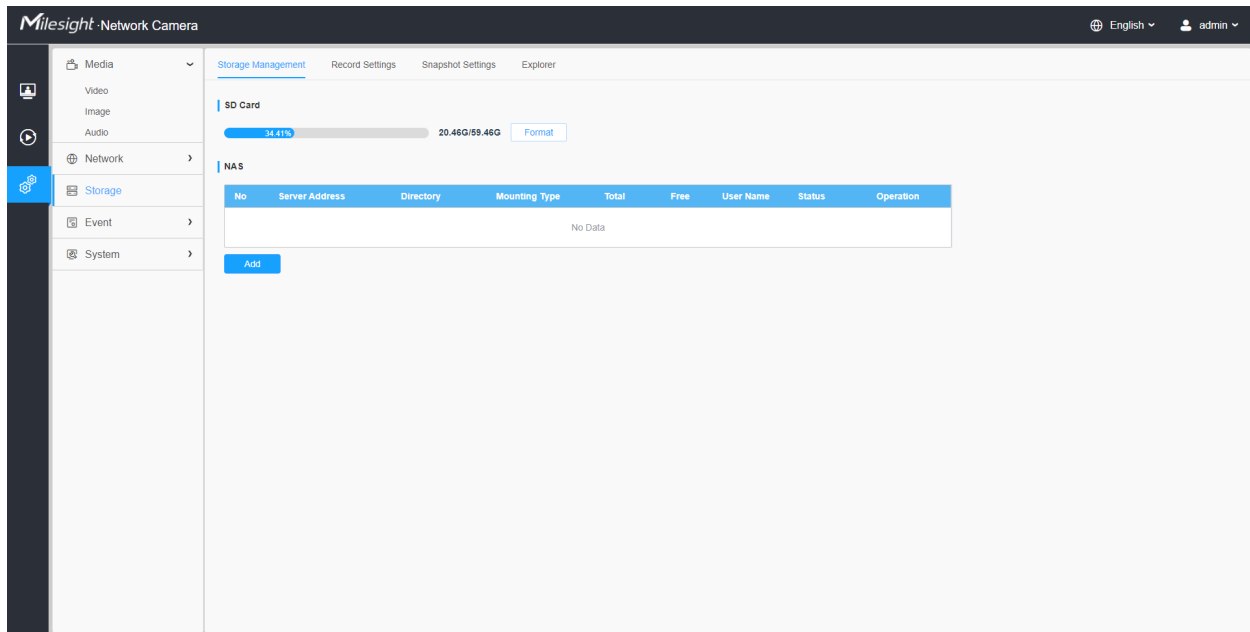 Milesight ·Network Camera
English
admin
Media
Video
Image
Audio
Network
Storage
Event
System
Storage Management Record Settings Snapshot Settings Explorer
SD Card
34.41% 20.46G/59.46G Format
NAS
No Server Address Directory Mounting Type Total Free User Name Status Operation
No Data
Add